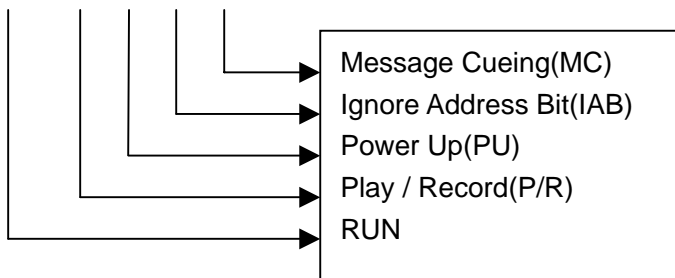 Message Cueing(MC)
Ignore Address Bit(IAB)
Power Up(PU)
Play / Record(P/R)
RUN